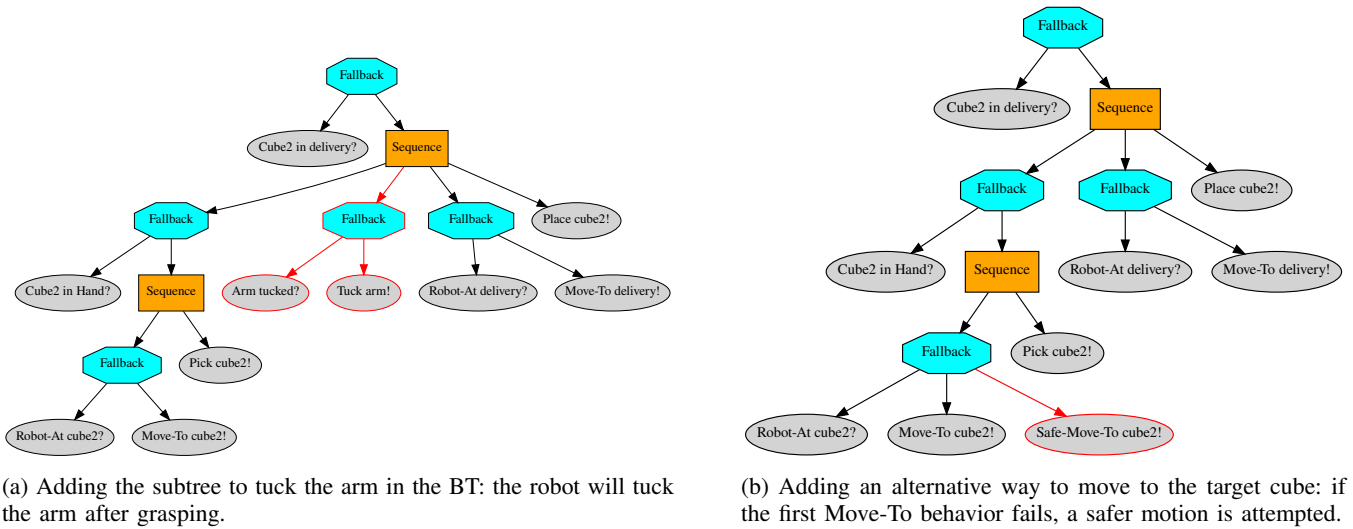 Fallback
Cube2 in delivery?
Sequence
Fallback
Fallback
Fallback
Place cube2!
Cube2 in Hand?
Sequence
Arm tucked?
Tuck arm!
Robot-At delivery?
Move-To delivery!
Fallback
Pick cube2!
Robot-At cube2?
Move-To cube2!
(a) Adding the subtree to tuck the arm in the BT: the robot will tuck
the arm after grasping.
Fallback
Cube2 in delivery?
Sequence
Fallback
Fallback
Place cube2!
Cube2 in Hand?
Sequence
Robot-At delivery?
Move-To delivery!
Fallback
Pick cube2!
Robot-At cube2?
Move-To cube2!
Safe-Move-To cube2!
(b) Adding an alternative way to move to the target cube: if
the first Move-To behavior fails, a safer motion is attempted.